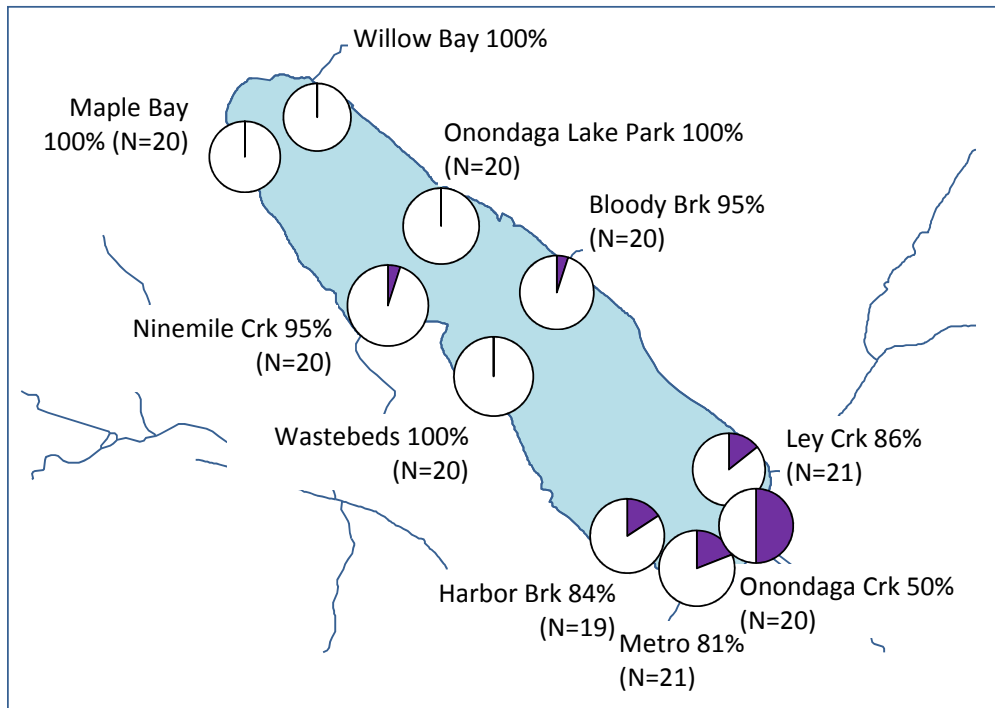 Willow Bay 100%
Maple Bay
100% (N=20)
Onondaga Lake Park 100%
(N=20)
Bloody Brk 95%
(N=20)
Ninemile Crk 95%
(N=20)
Wastebeds 100%
(N=20)
Ley Crk 86%
(N=21)
Harbor Brk 84%
(N=19)
Onondaga Crk 50%
(N=20)
Metro 81%
(N=21)